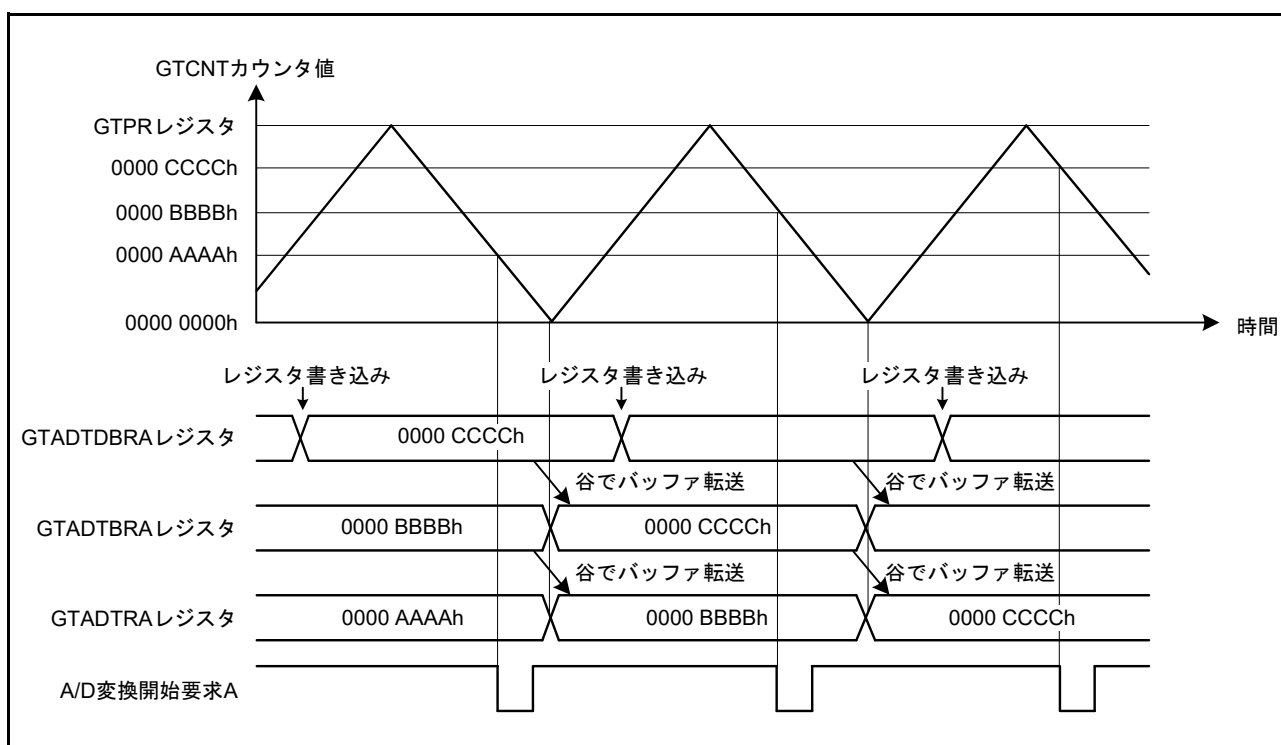 GTCNTカウンタ値
GTPRレジスタ
0000 CCCCh
0000 BBBBh
0000 AAAAh
0000 0000h
時間
レジスタ書き込み レジスタ書き込み レジスタ書き込み
GTADTDBRAレジスタ 0000 CCCCh
谷でバッファ転送 谷でバッファ転送
GTADTBRAレジスタ 0000 BBBBh 0000 CCCCh
谷でバッファ転送 谷でバッファ転送
GTADTRAレジスタ 0000 AAAAh 0000 BBBBh 0000 CCCCh
A/D変換開始要求A